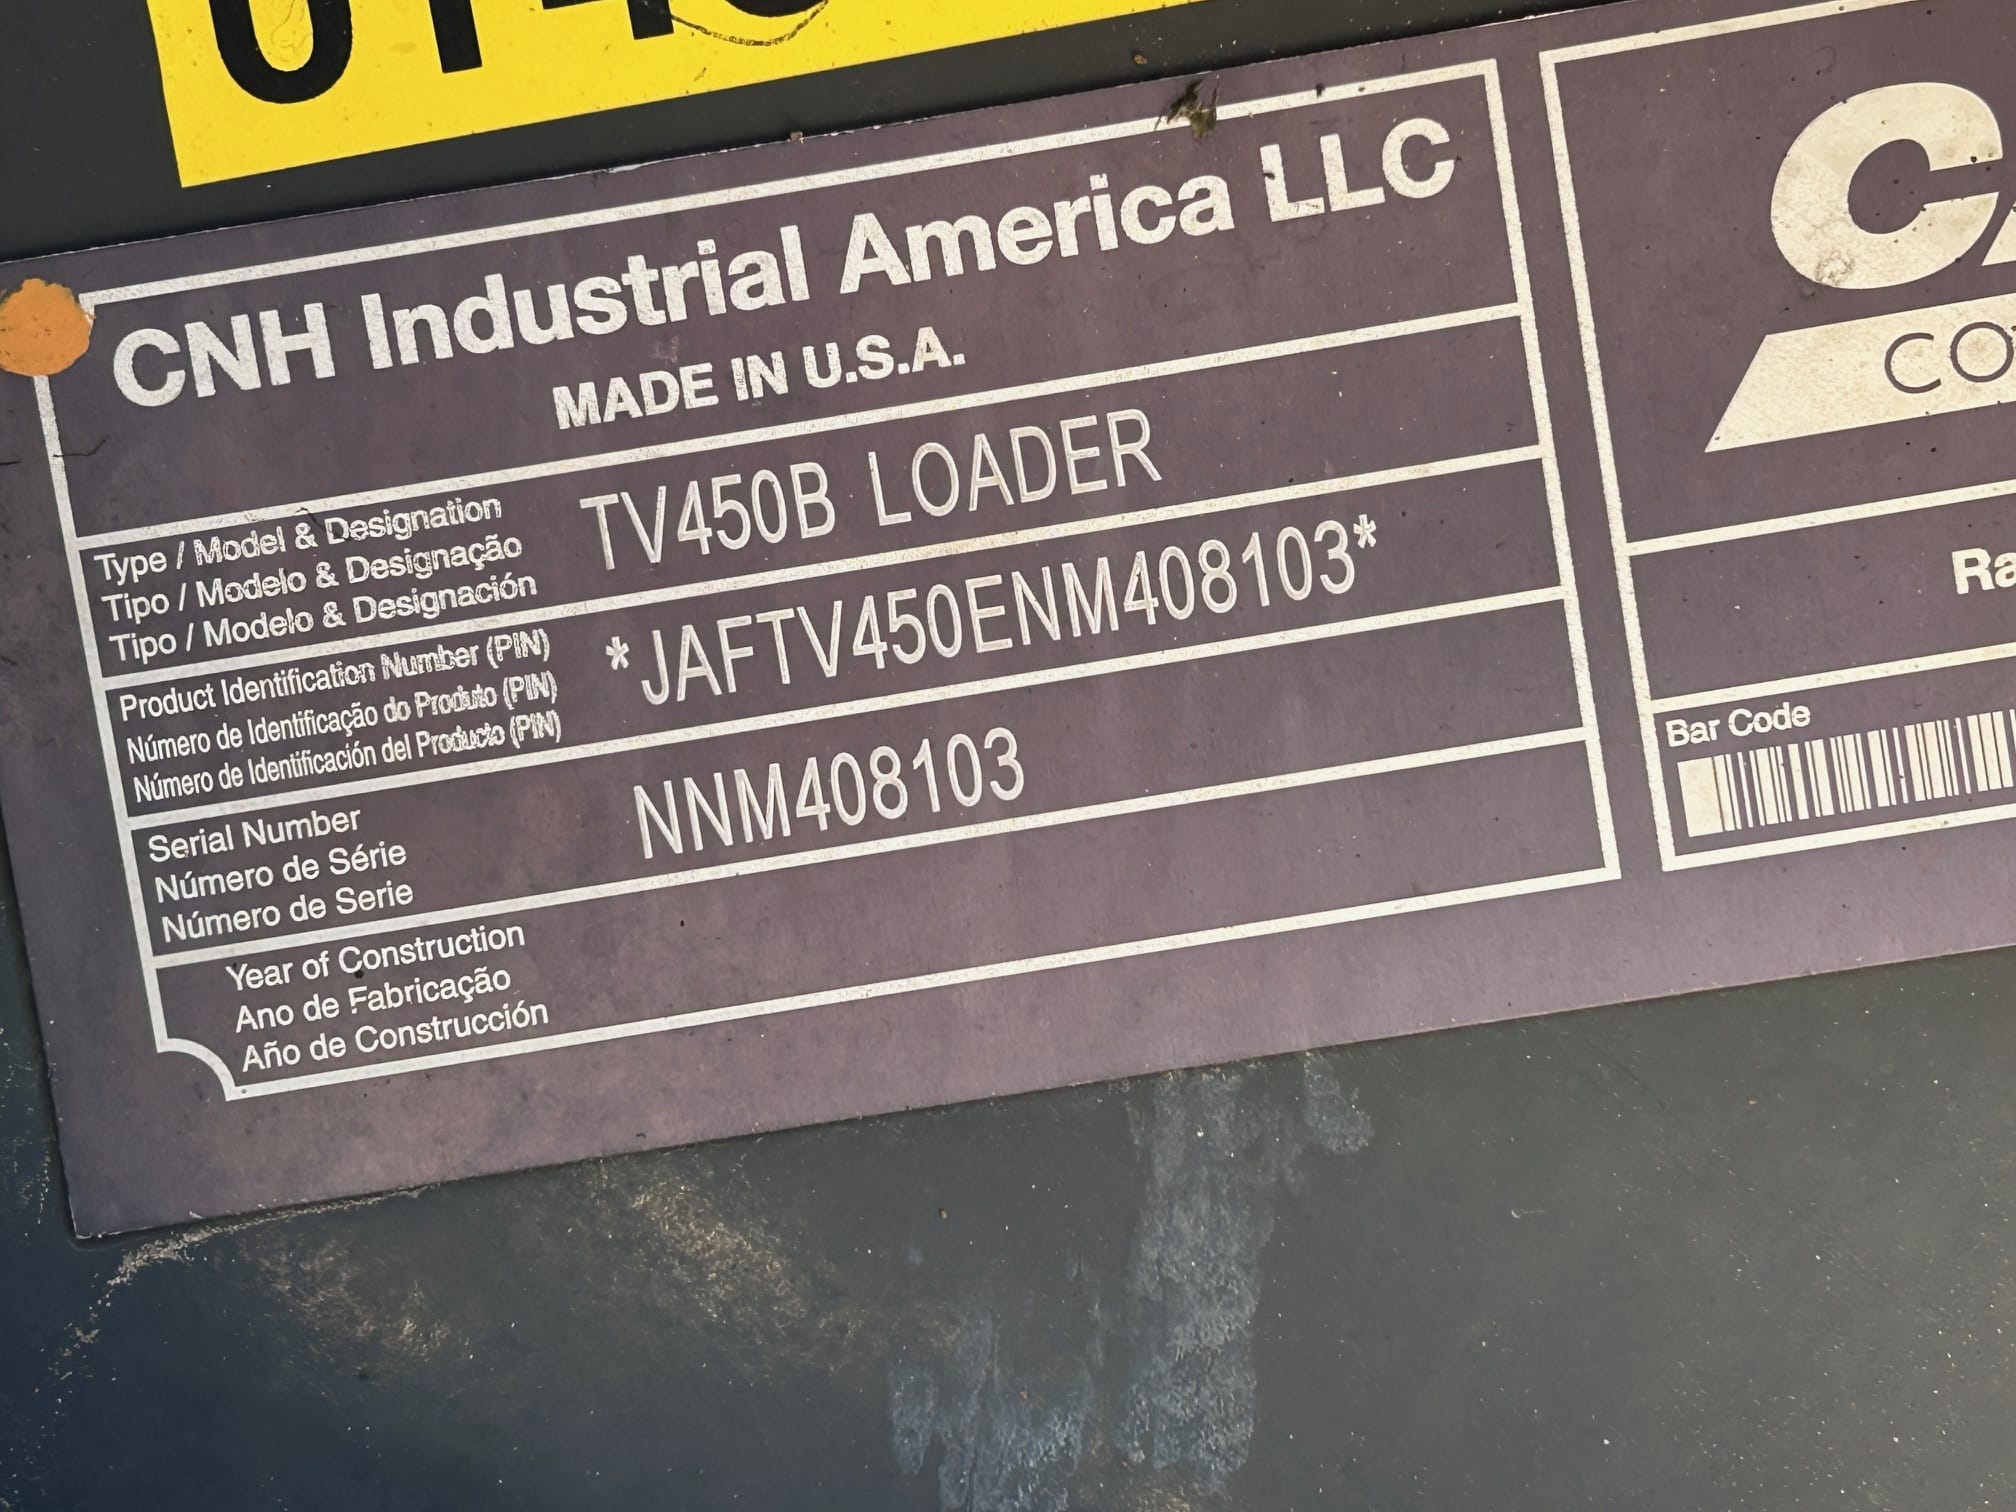 CNH Industrial America LLC
MADE IN U.S.A.
Type / Model & Designation
Tipo / Modelo & Designação
Tipo / Modelo & Designación
TV450B LOADER
Product Identification Number (PIN)
Número de Identificação do Produto (PIN)
Número de Identificación del Producto (PIN)
*JAFTV450ENM408103*
Serial Number
Número de Série
Número de Serie
NNM408103
Year of Construction
Ano de Fabricação
Año de Construcción
Bar Code